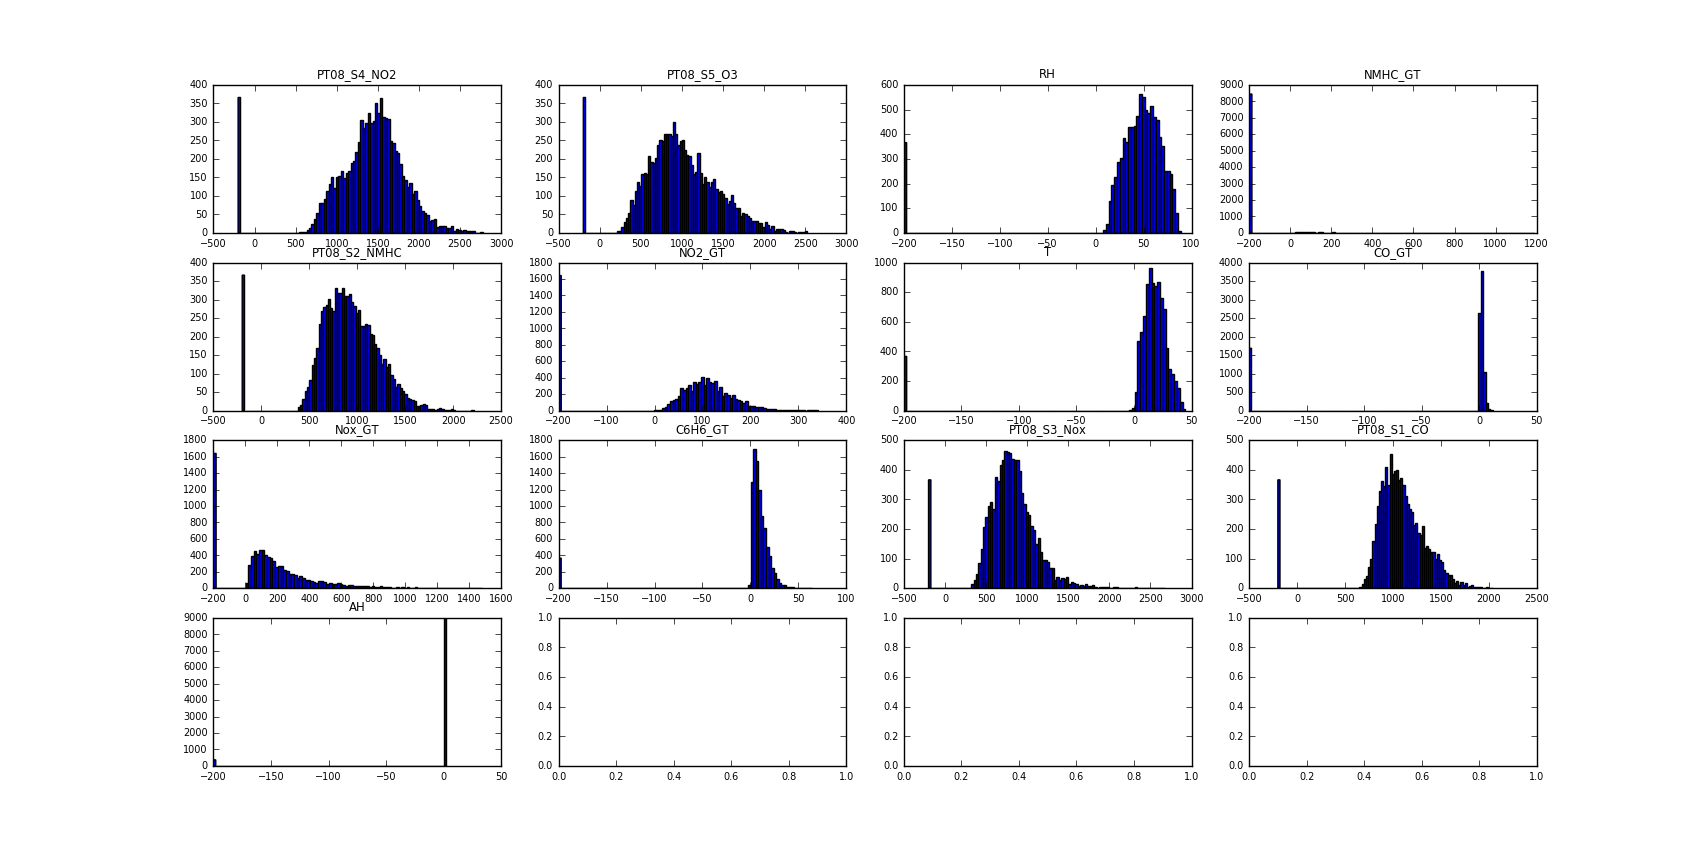 PT08_S4_NO2 PT08_S5_O3 RH NMHC_GT
400 350 300 250 200 150 100 50 0
−500 0 500 1000 1500 2000 2500 3000
400 350 300 250 200 150 100 50 0
−500 0 500 1000 1500 2000 2500 3000
600 500 400 300 200 100 0
−200 −150 −100 −50 0 50 100
9000 8000 7000 6000 5000 4000 3000 2000 1000 0
−200 0 200 400 600 800 1000 1200
PT08_S2_NMHC NO2_GT T CO_GT
400 350 300 250 200 150 100 50 0
−500 0 500 1000 1500 2000 2500
1800 1600 1400 1200 1000 800 600 400 200 0
−200 −100 0 100 200 300 400
1000 800 600 400 200 0
−200 −150 −100 −50 0 50
4000 3500 3000 2500 2000 1500 1000 500 0
−200 −150 −100 −50 0 50
Nox_GT C6H6_GT PT08_S3_Nox PT08_S1_CO
1800 1600 1400 1200 1000 800 600 400 200 0
−200 0 200 400 600 800 1000 1200 1400 1600
1800 1600 1400 1200 1000 800 600 400 200 0
−200 −150 −100 −50 0 50 100
500 400 300 200 100 0
−500 0 500 1000 1500 2000 2500 3000
500 400 300 200 100 0
−500 0 500 1000 1500 2000 2500
AH
9000 8000 7000 6000 5000 4000 3000 2000 1000 0
−200 −150 −100 −50 0 50
1.0 0.8 0.6 0.4 0.2 0.0
0.0 0.2 0.4 0.6 0.8 1.0
1.0 0.8 0.6 0.4 0.2 0.0
0.0 0.2 0.4 0.6 0.8 1.0
1.0 0.8 0.6 0.4 0.2 0.0
0.0 0.2 0.4 0.6 0.8 1.0